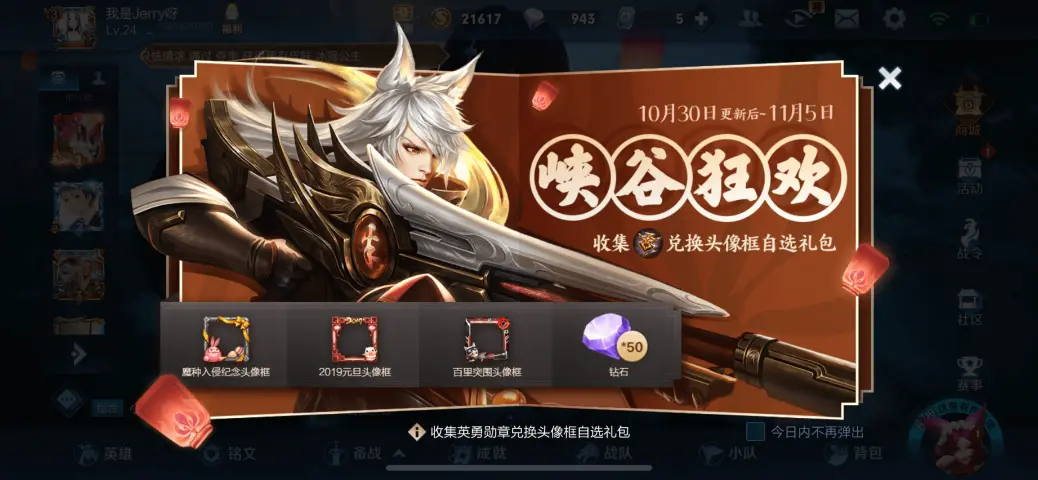 我是Jerry呀
Lv.24
福利
21617
943
5
10月30日更新后~11月5日
峡谷狂欢
收集 兑换头像框自选礼包
魔种入侵纪念头像框
2019元旦头像框
百里突围头像框
*50
钻石
收集英勇勋章兑换头像框自选礼包
今日内不再弹出
商城
活动
战令
社区
赛事
英雄
铭文
备战
成就
战队
小队
背包